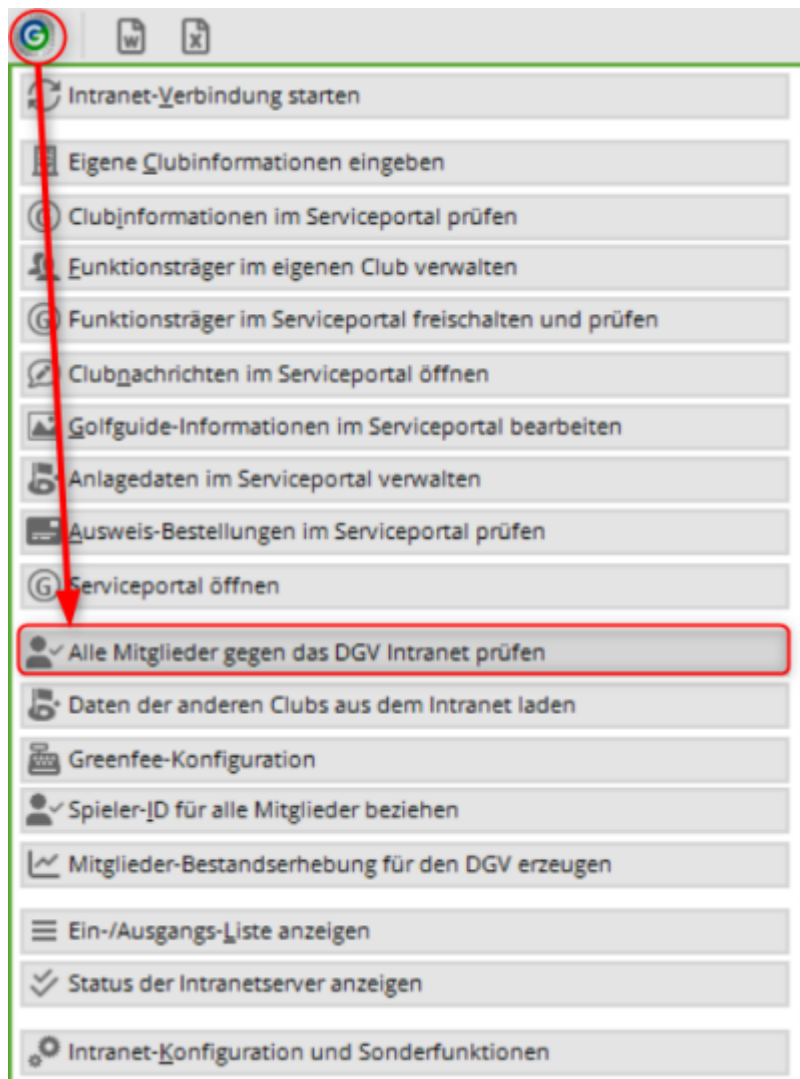 G W X
Intranet-Verbindung starten
Eigene Clubinformationen eingeben
Clubinformationen im Serviceportal prüfen
Funktionsträger im eigenen Club verwalten
Funktionsträger im Serviceportal freischalten und prüfen
Clubnachrichten im Serviceportal öffnen
Golfguide-Informationen im Serviceportal bearbeiten
Anlagedaten im Serviceportal verwalten
Ausweis-Bestellungen im Serviceportal prüfen
Serviceportal öffnen
Alle Mitglieder gegen das DGV Intranet prüfen
Daten der anderen Clubs aus dem Intranet laden
Greenfee-Konfiguration
Spieler-ID für alle Mitglieder beziehen
Mitglieder-Bestandserhebung für den DGV erzeugen
Ein-/Ausgangs-Liste anzeigen
Status der Intranetserver anzeigen
Intranet-Konfiguration und Sonderfunktionen